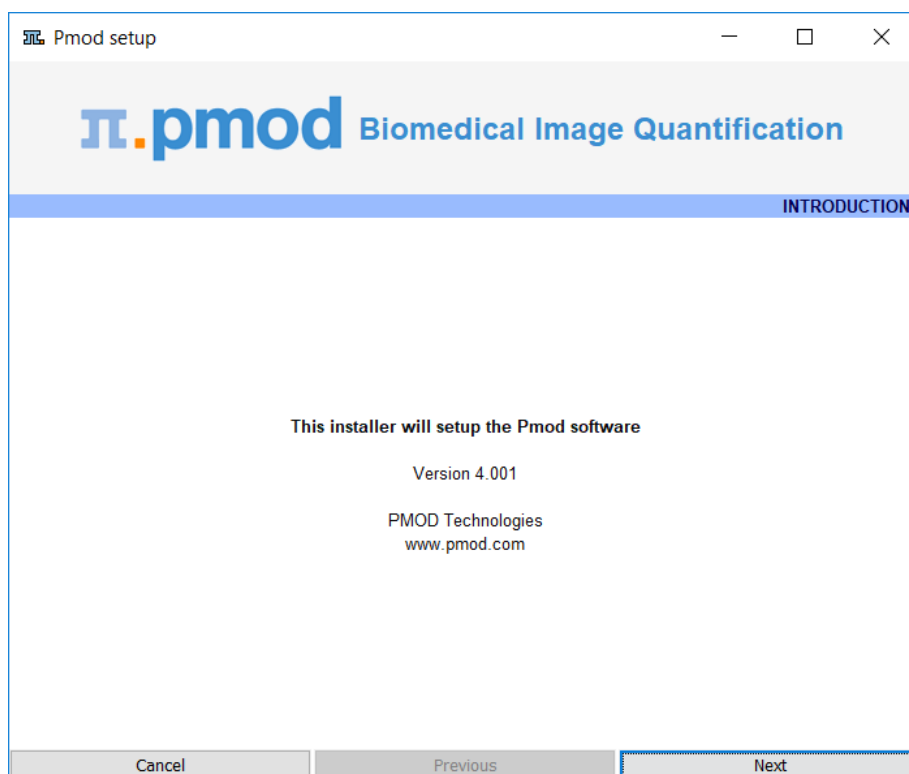 π. Pmod setup
π.pmod Biomedical Image Quantification
INTRODUCTION
This installer will setup the Pmod software
Version 4.001
PMOD Technologies
www.pmod.com
Cancel Previous Next